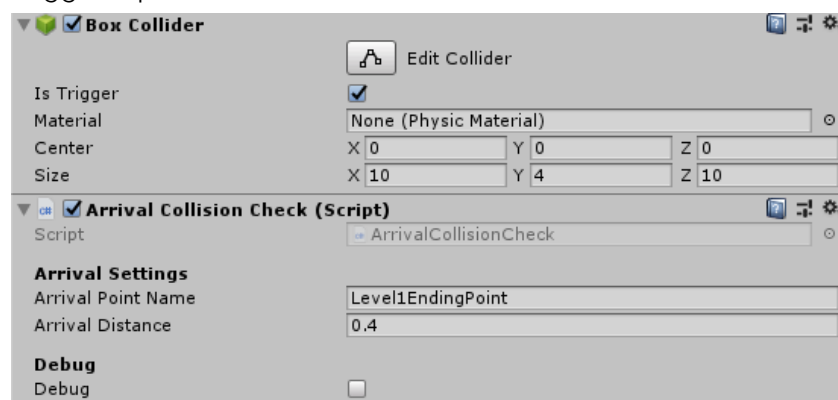 Box Collider
Edit Collider
Is Trigger
Material None (Physic Material)
Center X 0 Y 0 Z 0
Size X 10 Y 4 Z 10
Arrival Collision Check (Script)
Script ArrivalCollisionCheck
Arrival Settings
Arrival Point Name Level1EndingPoint
Arrival Distance 0.4
Debug
Debug